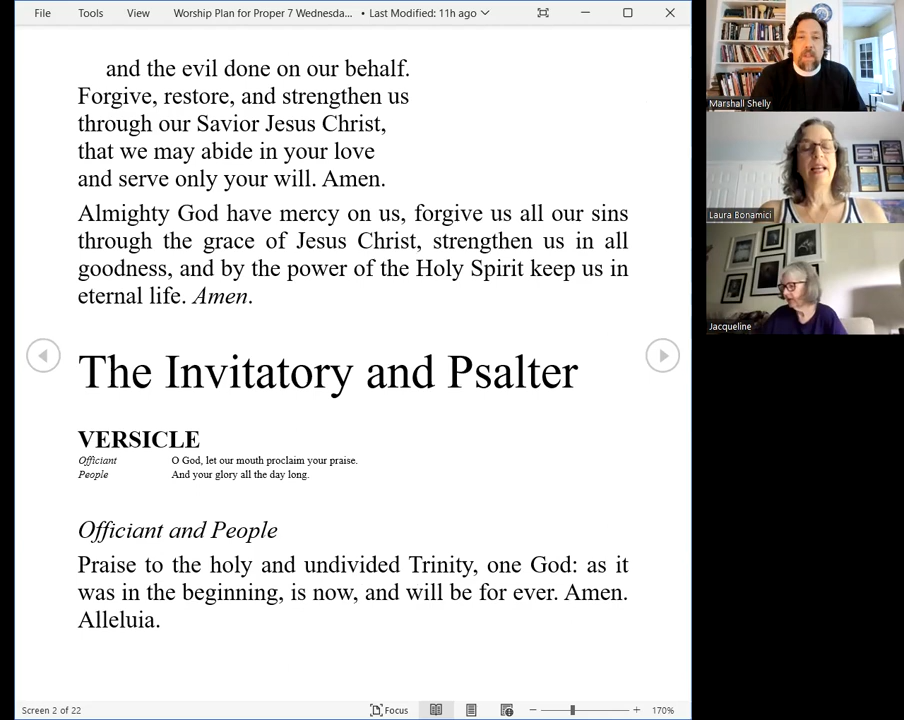 File Tools View Worship Plan for Proper 7 Wednesda... • Last Modified: 11h ago
and the evil done on our behalf.
Forgive, restore, and strengthen us
through our Savior Jesus Christ,
that we may abide in your love
and serve only your will. Amen.
Almighty God have mercy on us, forgive us all our sins
through the grace of Jesus Christ, strengthen us in all
goodness, and by the power of the Holy Spirit keep us in
eternal life. Amen.
The Invitatory and Psalter
VERSICLE
Officiant O God, let our mouth proclaim your praise.
People And your glory all the day long.
Officiant and People
Praise to the holy and undivided Trinity, one God: as it
was in the beginning, is now, and will be for ever. Amen.
Alleluia.
Screen 2 of 22 Focus 170%
Marshall Shelly
Laura Bonamici
Jacqueline